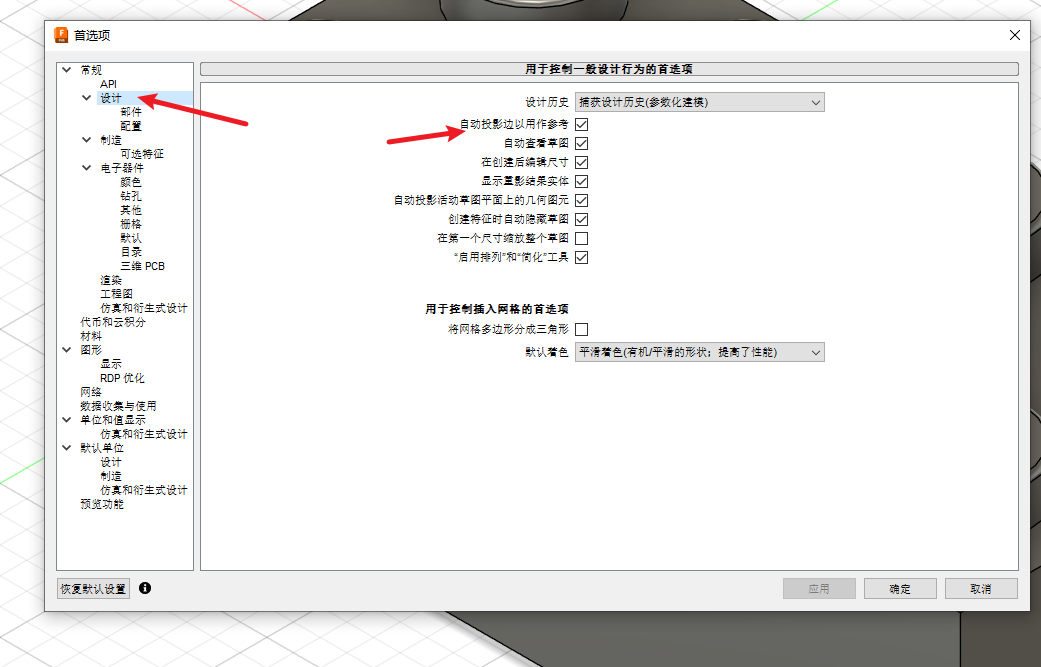 首选项
常规
API
设计
部件
配置
制造
可选特征
电子器件
颜色
钻孔
其他
栅格
默认
目录
三维 PCB
渲染
工程图
仿真和衍生式设计
代币和云积分
材料
图形
显示
RDP 优化
网络
数据收集与使用
单位和值显示
仿真和衍生式设计
默认单位
设计
制造
仿真和衍生式设计
预览功能
用于控制一般设计行为的首选项
设计历史 捕获设计历史(参数化建模)
自动投影边以用作参考
自动查看草图
在创建后编辑尺寸
显示重影结果实体
自动投影活动草图平面上的几何图元
创建特征时自动隐藏草图
在第一个尺寸缩放整个草图
“启用排列”和“简化”工具
用于控制插入网格的首选项
将网格多边形分成三角形
默认着色 平滑着色(有机/平滑的形状；提高了性能)
恢复默认设置
应用 确定 取消